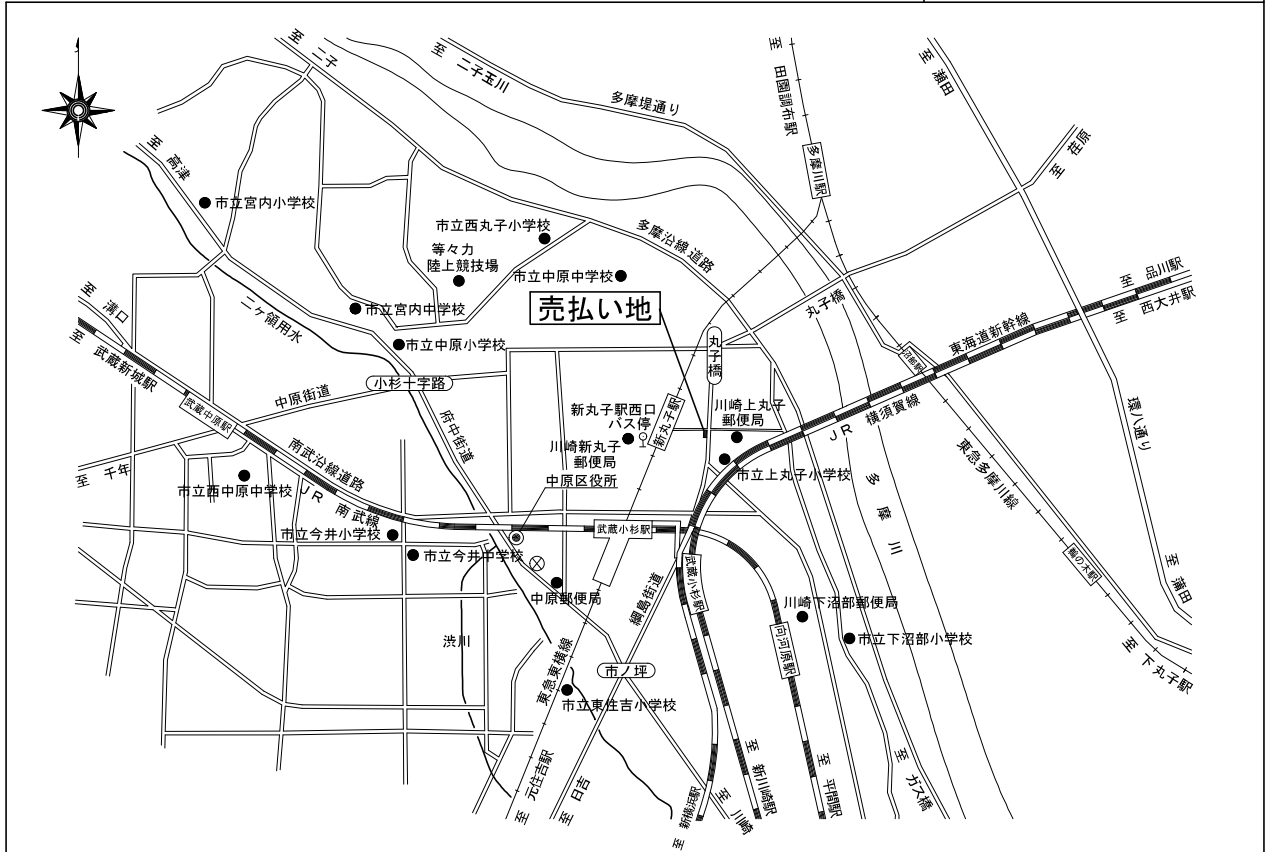 至 二子
至 二子玉川
多摩堤通り
至 田園調布駅
至 瀬田
至 荏原
多摩川駅
至 高津
市立宮内小学校
市立西丸子小学校
等々力
陸上競技場
多摩沿線道路
市立中原中学校
売払い地
丸子橋
至 品川駅
至 西大井駅
東海道新幹線
至 溝口
二ヶ領用水
市立宮内中学校
市立中原小学校
丸子橋
沼部駅
至 武蔵新城駅
小杉十字路
中原街道
武蔵中原駅
府中街道
新丸子駅西口
バス停
新丸子駅
川崎上丸子
郵便局
JR 横須賀線
環八通り
川崎新丸子
郵便局
南武沿線道路
至 千年
中原区役所
市立上丸子小学校
東急多摩川線
市立西中原中学校
JR 南武線
多摩川
市立今井小学校
武蔵小杉駅
市立今井中学校
武蔵小杉駅
鵜の木駅
至 蒲田
中原郵便局
綱島街道
川崎下沼部郵便局
渋川
向河原駅
市立下沼部小学校
至 下丸子駅
東急東横線
市ノ坪
市立東住吉小学校
至 元住吉駅
至 日吉
至 新横浜駅
至 川崎
至 新川崎駅
至 平間駅
至 ガス橋